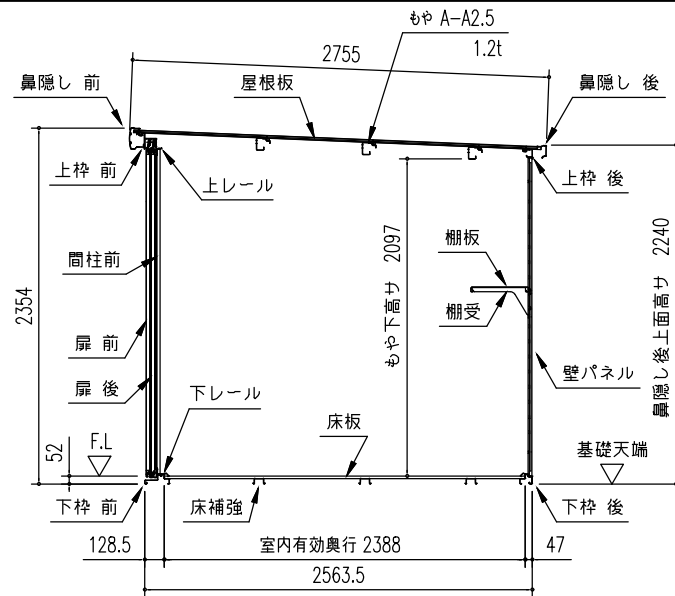 もや A-A2.5
1.2t
2755
鼻隠し 前
屋根板
鼻隠し 後
上枠 前
上レール
上枠 後
間柱前
もや下高サ 2097
棚板
棚受
2354
鼻隠し後上面高サ 2240
扉 前
扉 後
壁パネル
下レール
床板
52
F.L
基礎天端
下枠 前
床補強
下枠 後
128.5
室内有効奥行 2388
47
2563.5